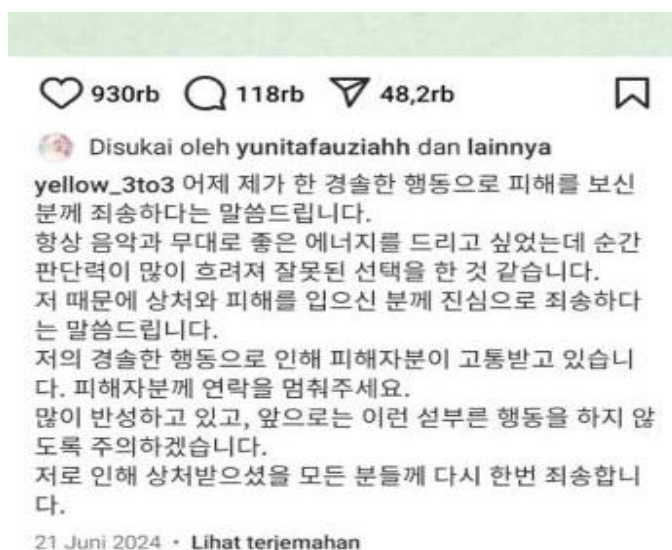 930rb 118rb 48,2rb
Disukai oleh yunitafauziahh dan lainnya
yellow_3to3 어제 제가 한 경솔한 행동으로 피해를 보신
분께 죄송하다는 말씀드립니다.
항상 음악과 무대로 좋은 에너지를 드리고 싶었는데 순간
판단력이 많이 흐려져 잘못된 선택을 한 것 같습니다.
저 때문에 상처와 피해를 입으신 분께 진심으로 죄송하다
는 말씀드립니다.
저의 경솔한 행동으로 인해 피해자분이 고통받고 있습니
다. 피해자분께 연락을 멈춰주세요.
많이 반성하고 있고, 앞으로는 이런 섣부른 행동을 하지 않
도록 주의하겠습니다.
저로 인해 상처받으셨을 모든 분들께 다시 한번 죄송합니
다.
21 Juni 2024 • Lihat terjemahan